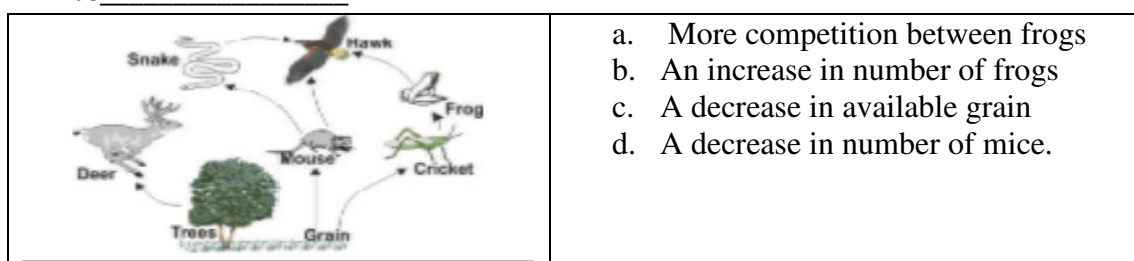 Hawk
Snake
Frog
Mouse
Deer
Cricket
Trees
Grain
a. More competition between frogs
b. An increase in number of frogs
c. A decrease in available grain
d. A decrease in number of mice.